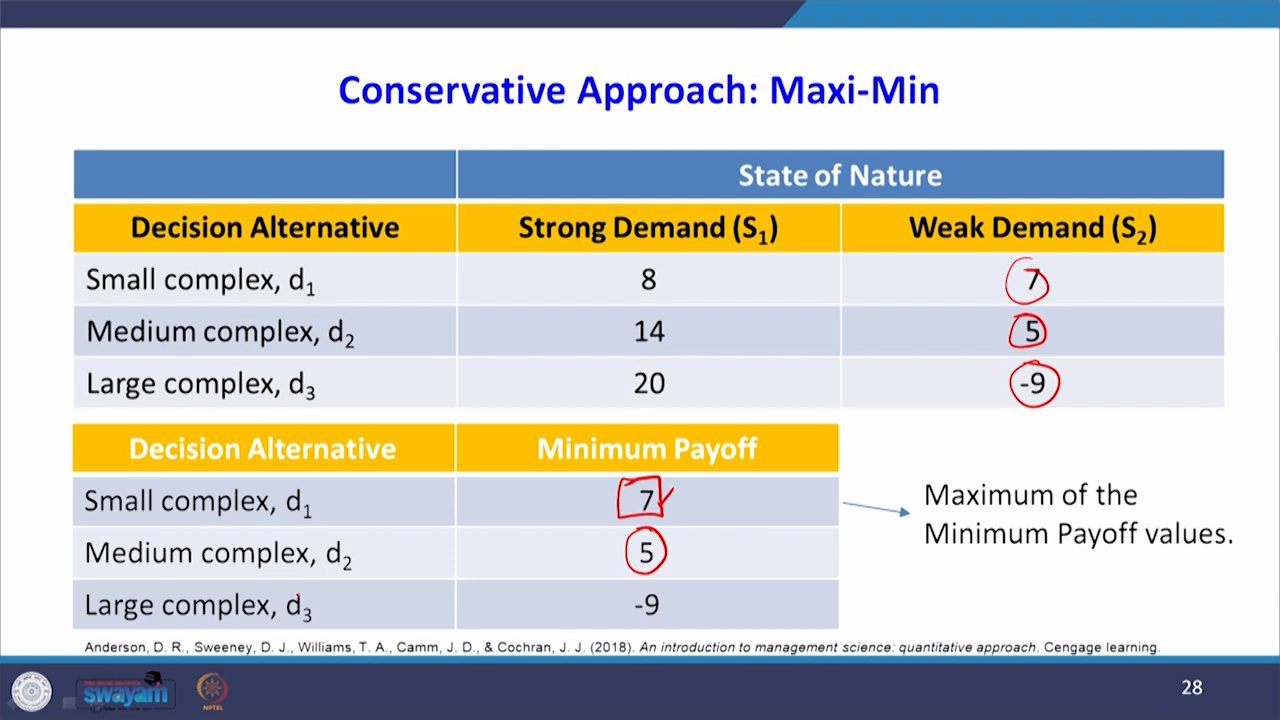 Conservative Approach: Maxi-Min
State of Nature
Decision Alternative Strong Demand (S1) Weak Demand (S2)
Small complex, d1 8 7
Medium complex, d2 14 5
Large complex, d3 20 -9
Decision Alternative Minimum Payoff
Small complex, d1 7
Medium complex, d2 5
Large complex, d3 -9
Maximum of the
Minimum Payoff values.
Anderson, D. R., Sweeney, D. J., Williams, T. A., Camm, J. D., & Cochran, J. J. (2018). An introduction to management science: quantitative approach. Cengage learning.
swayam
NPTEL
28